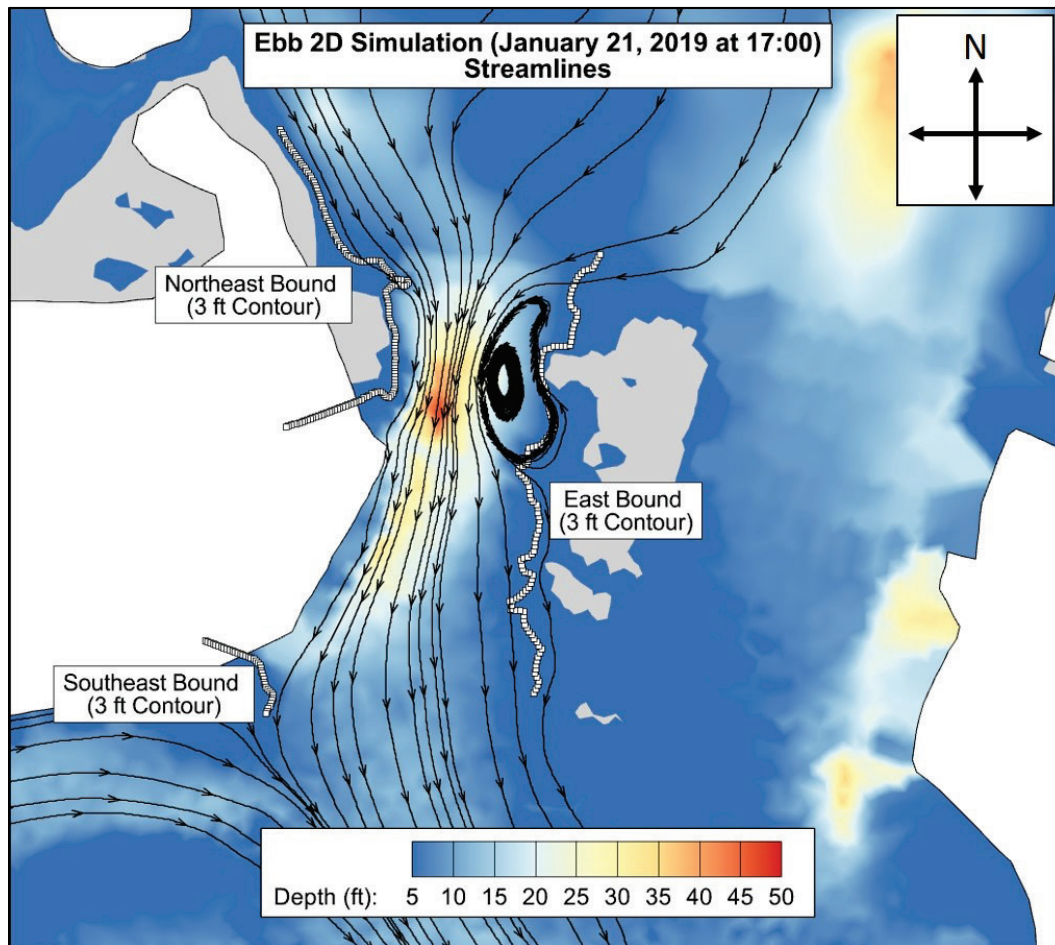 Ebb 2D Simulation (January 21, 2019 at 17:00)
Streamlines
N
Northeast Bound
(3 ft Contour)
East Bound
(3 ft Contour)
Southeast Bound
(3 ft Contour)
Depth (ft): 5 10 15 20 25 30 35 40 45 50